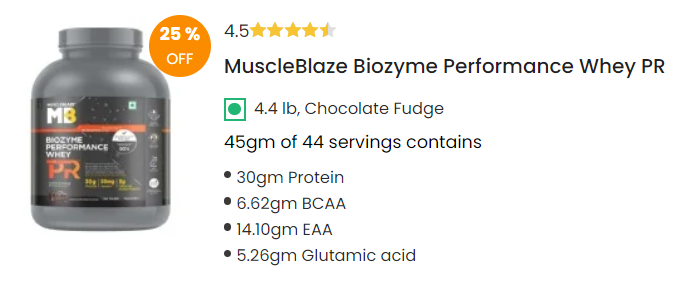 25 %
OFF
4.5
MuscleBlaze Biozyme Performance Whey PR
4.4 lb, Chocolate Fudge
45gm of 44 servings contains
30gm Protein
6.62gm BCAA
14.10gm EAA
5.26gm Glutamic acid
MB
BIOZYME
PERFORMANCE
WHEY
PR